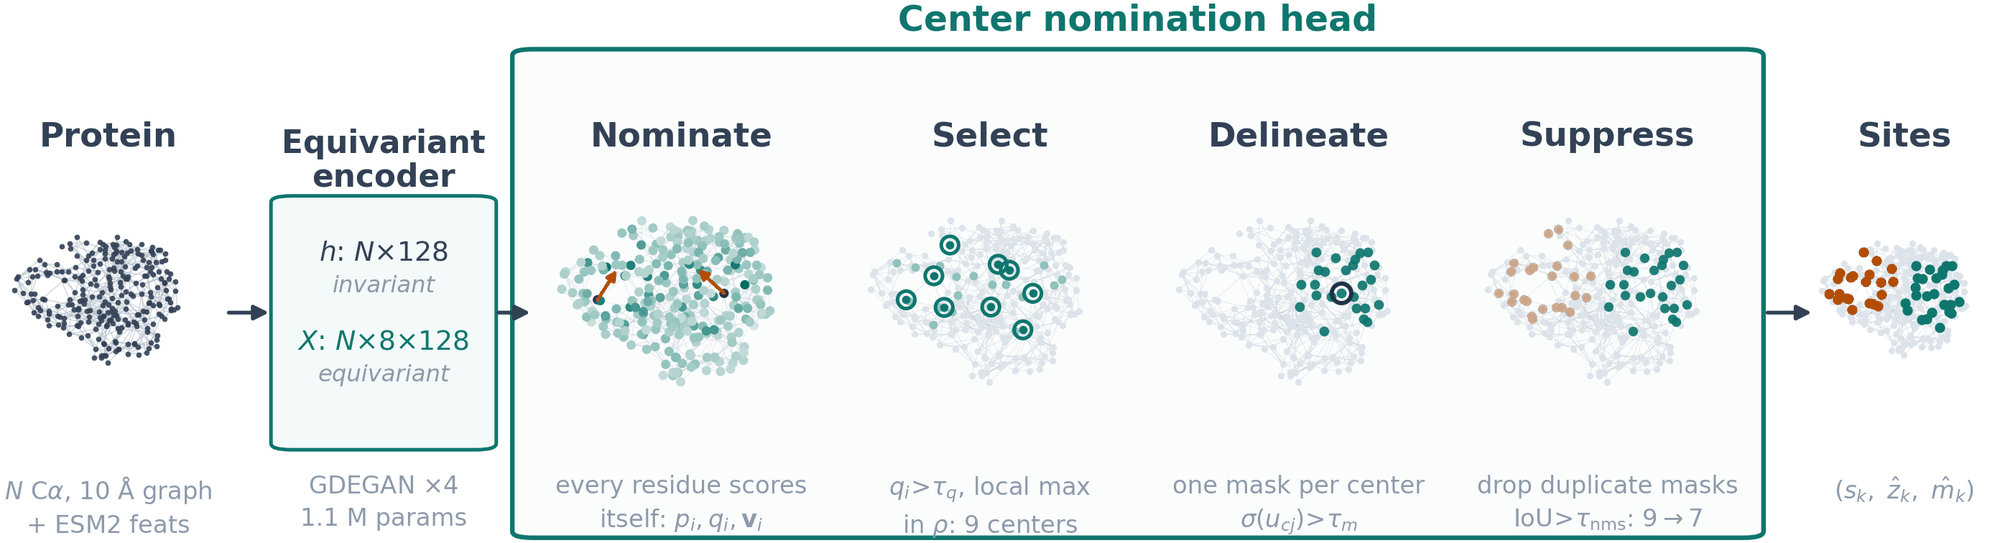 Center nomination head
Protein
Equivariant
encoder
Nominate
Select
Delineate
Suppress
Sites
h: N×128
invariant
X: N×8×128
equivariant
N Cα, 10 Å graph
+ ESM2 feats
GDEGAN ×4
1.1 M params
every residue scores
itself: pᵢ, qᵢ, vᵢ
qᵢ>τ_q, local max
in ρ: 9 centers
one mask per center
σ(u_cj)>τ_m
drop duplicate masks
IoU>τ_nms: 9→7
(s_k, ẑ_k, m̂_k)